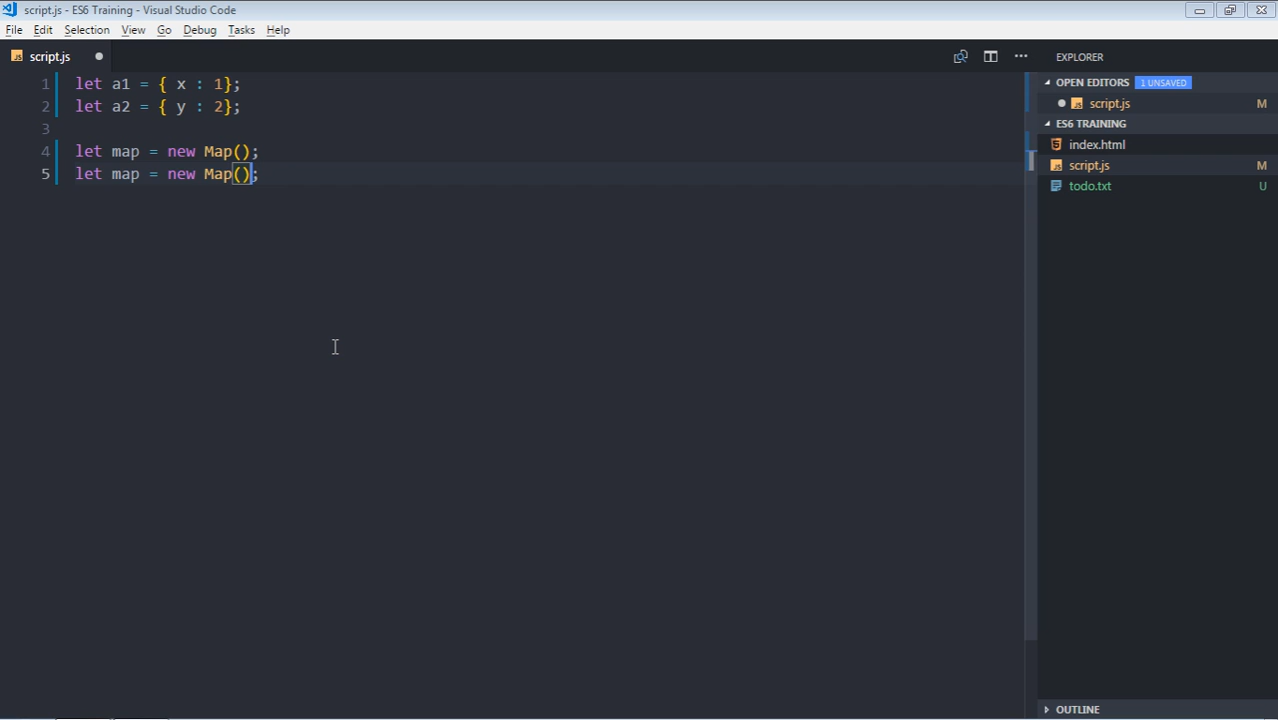 script.js - ES6 Training - Visual Studio Code
File Edit Selection View Go Debug Tasks Help
script.js
EXPLORER
1 let a1 = { x : 1};
2 let a2 = { y : 2};
3
4 let map = new Map();
5 let map = new Map();
OPEN EDITORS 1 UNSAVED
script.js M
ES6 TRAINING
index.html
script.js M
todo.txt U
OUTLINE